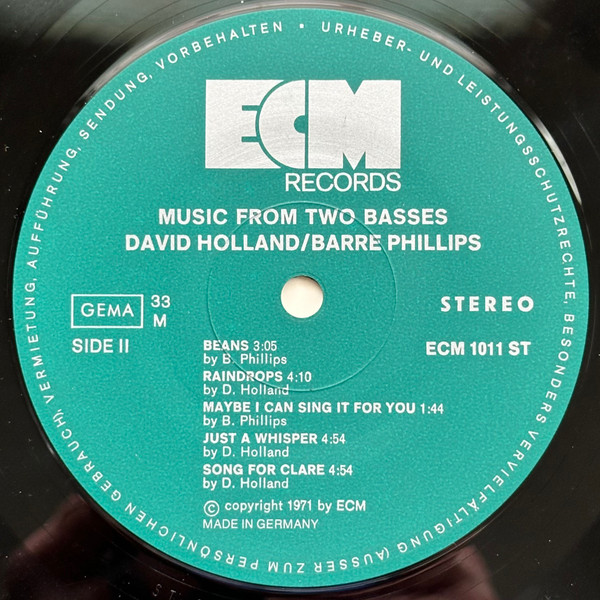 URHEBER- UND LEISTUNGSSCHUTZRECHTE, BESONDERS VERVIELFÄLTIGUNG (AUSSER ZUM PERSÖNLICHEN GEBRAUCH), VERMIETUNG, AUFFÜHRUNG, SENDUNG, VORBEHALTEN •
ECM
RECORDS
MUSIC FROM TWO BASSES
DAVID HOLLAND/BARRE PHILLIPS
GEMA 33
M
STEREO
SIDE II
ECM 1011 ST
BEANS 3:05
by B. Phillips
RAINDROPS 4:10
by D. Holland
MAYBE I CAN SING IT FOR YOU 1:44
by B. Phillips
JUST A WHISPER 4:54
by D. Holland
SONG FOR CLARE 4:54
by D. Holland
© copyright 1971 by ECM
MADE IN GERMANY